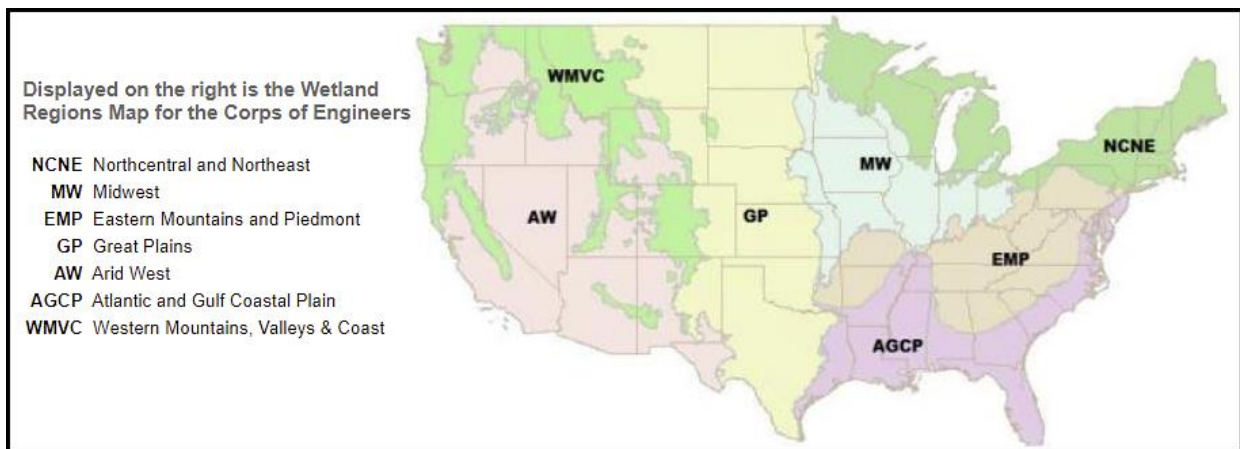 Displayed on the right is the Wetland
Regions Map for the Corps of Engineers
NCNE Northcentral and Northeast
MW Midwest
EMP Eastern Mountains and Piedmont
GP Great Plains
AW Arid West
AGCP Atlantic and Gulf Coastal Plain
WMVC Western Mountains, Valleys & Coast
WMVC
NCNE
MW
AW
GP
EMP
AGCP